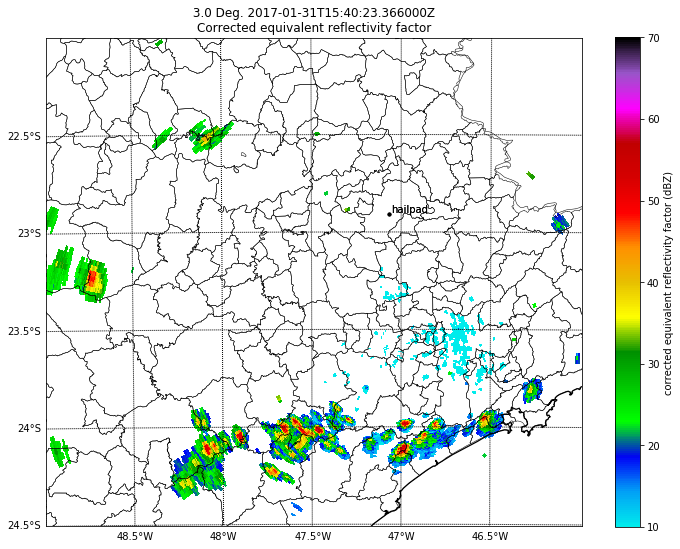 3.0 Deg. 2017-01-31T15:40:23.366000Z
Corrected equivalent reflectivity factor
70
60
50
40
30
20
10
corrected equivalent reflectivity factor (dBZ)
22.5°S
23°S
23.5°S
24°S
24.5°S
hailpad
48.5°W
48°W
47.5°W
47°W
46.5°W